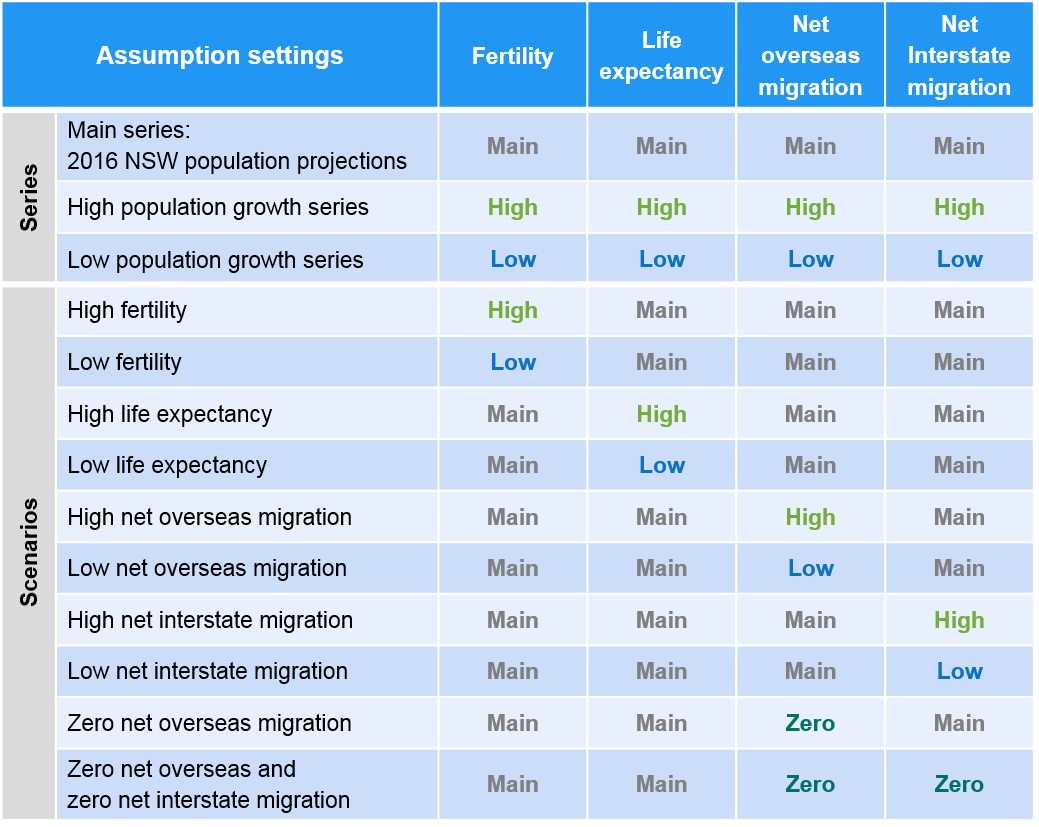 Assumption settings
Fertility
Life
expectancy
Net
overseas
migration
Net
Interstate
migration
Series
Main series:
2016 NSW population projections
Main Main Main Main
High population growth series High High High High
Low population growth series Low Low Low Low
Scenarios
High fertility High Main Main Main
Low fertility Low Main Main Main
High life expectancy Main High Main Main
Low life expectancy Main Low Main Main
High net overseas migration Main Main High Main
Low net overseas migration Main Main Low Main
High net interstate migration Main Main Main High
Low net interstate migration Main Main Main Low
Zero net overseas migration Main Main Zero Main
Zero net overseas and
zero net interstate migration
Main Main Zero Zero